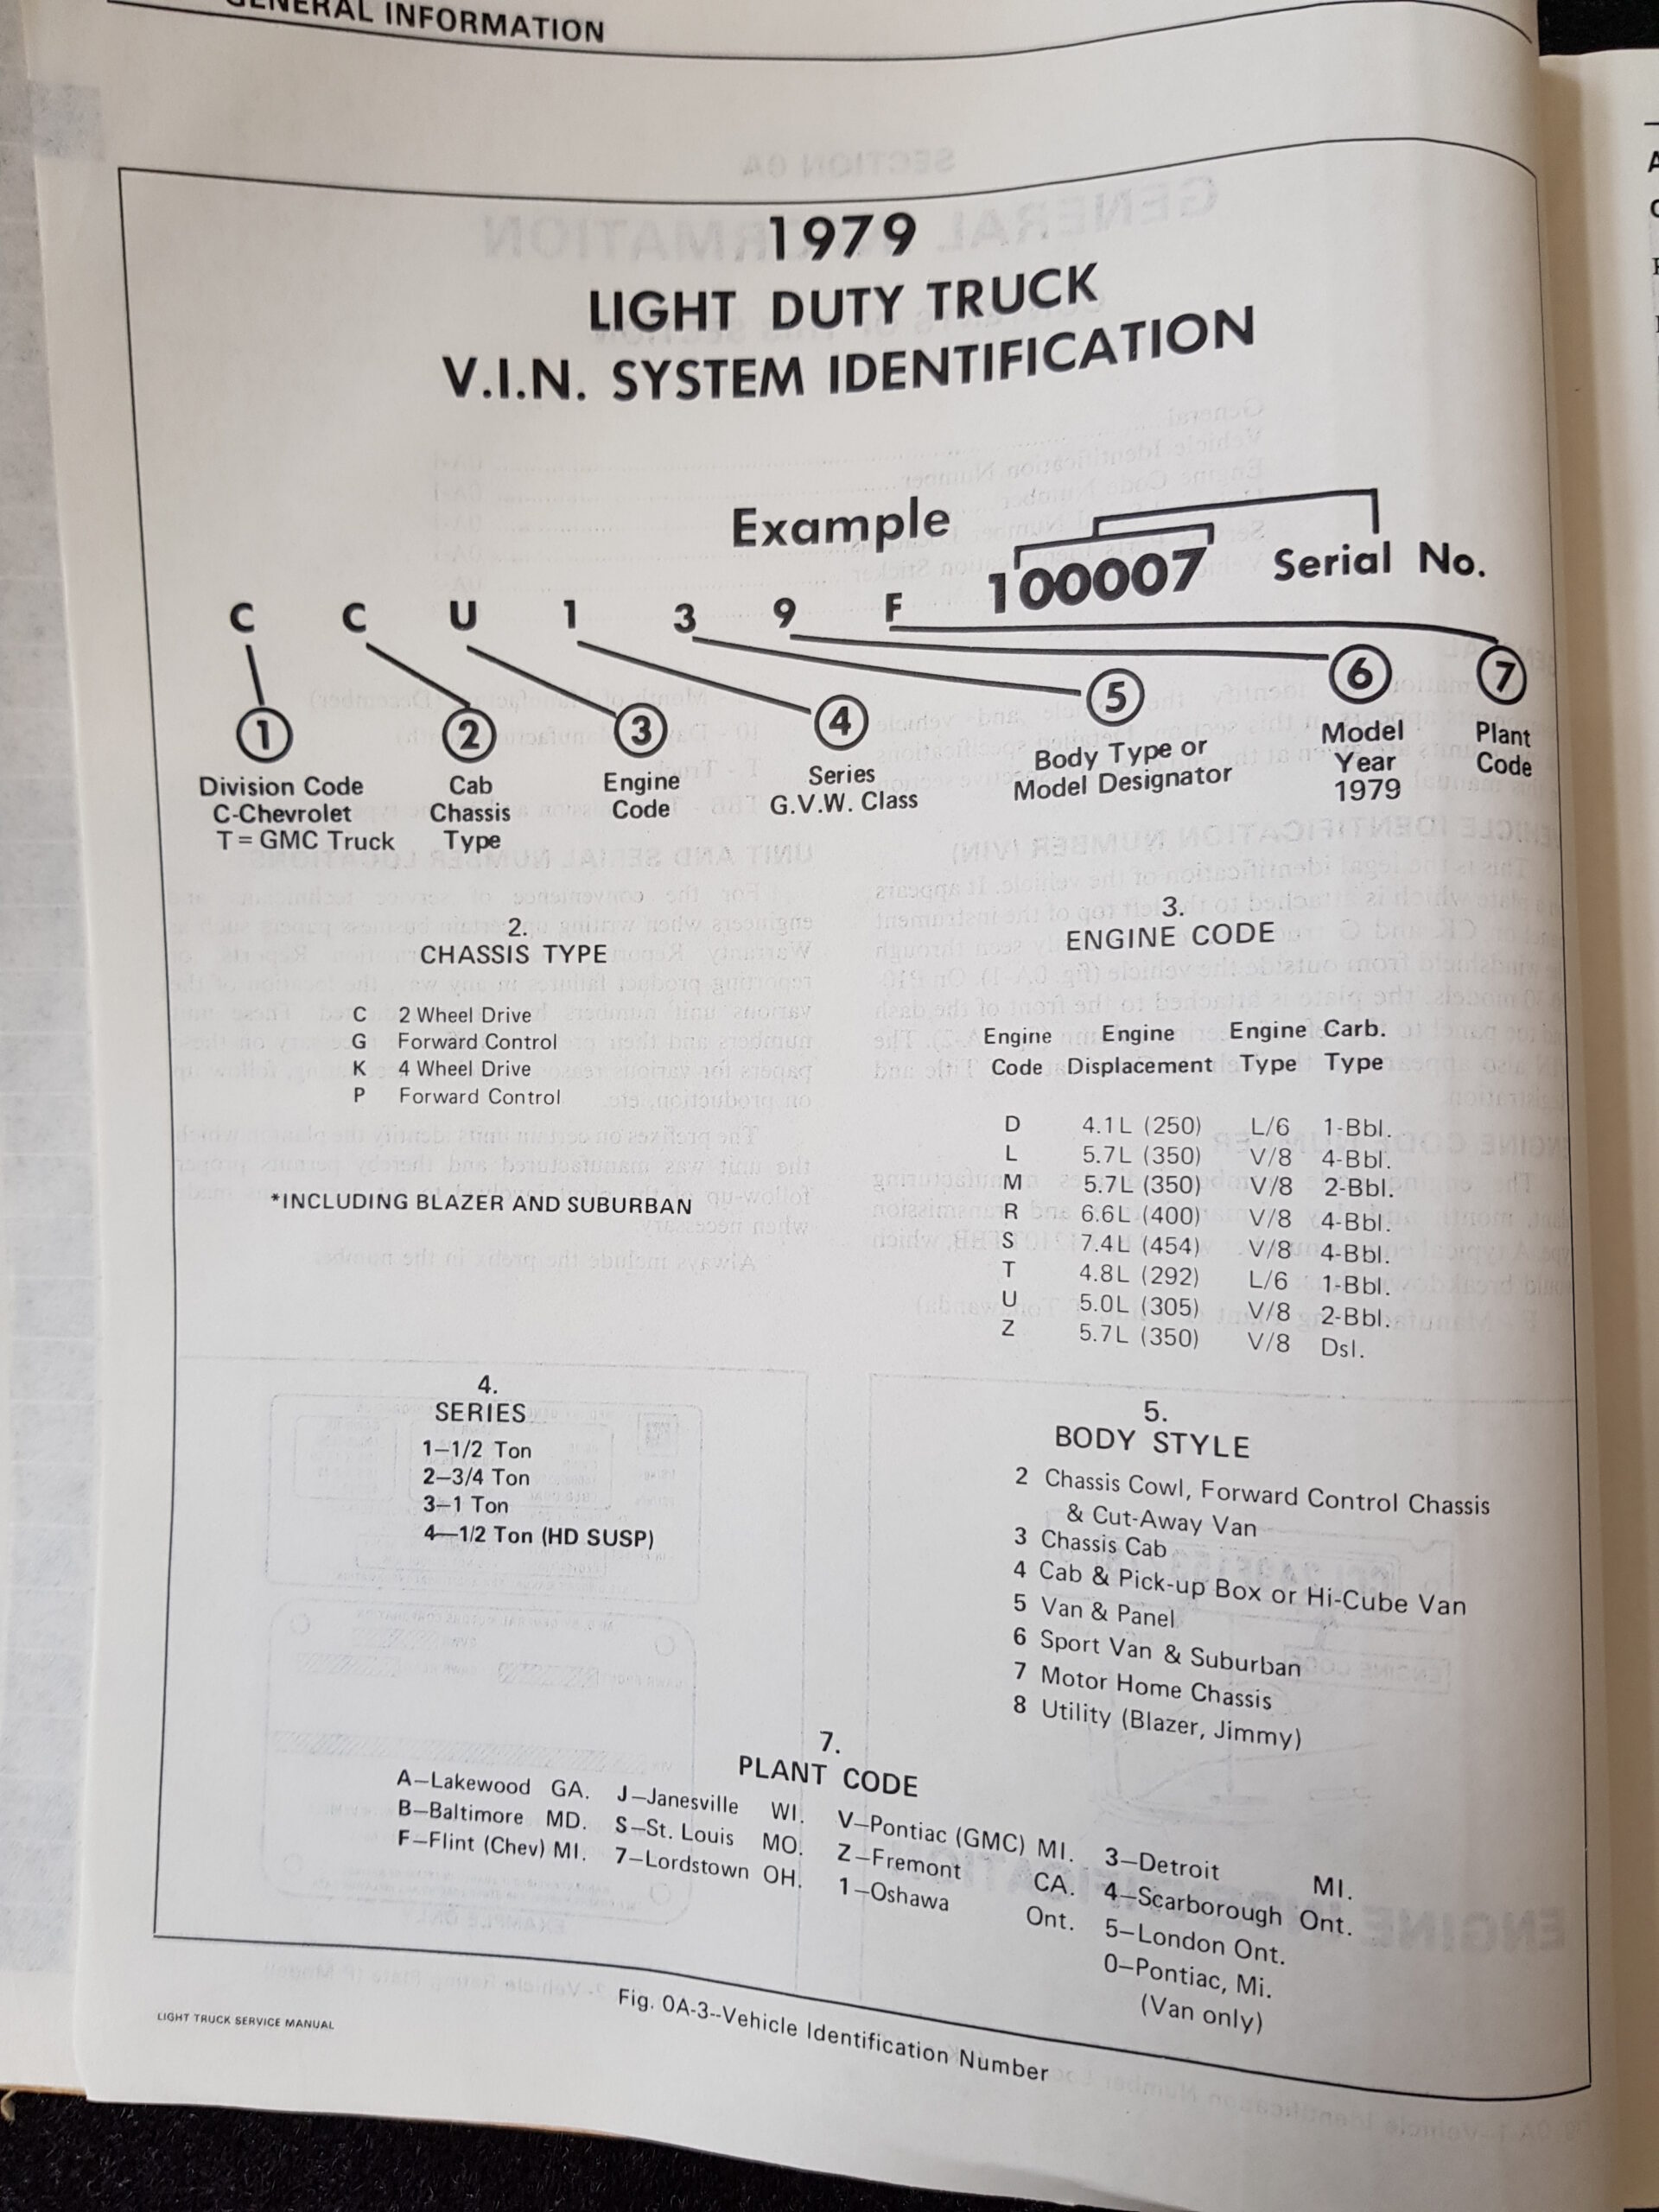 GENERAL INFORMATION
1979
LIGHT DUTY TRUCK
V.I.N. SYSTEM IDENTIFICATION
Example
C C U 1 3 9 F 100007 Serial No.
1 2 3 4 5 6 7
Division Code
C-Chevrolet
T = GMC Truck
Cab
Chassis
Type
Engine
Code
Series
G.V.W. Class
Body Type or
Model Designator
Model
Year
1979
Plant
Code
2.
CHASSIS TYPE
C 2 Wheel Drive
G Forward Control
K 4 Wheel Drive
P Forward Control
*INCLUDING BLAZER AND SUBURBAN
3.
ENGINE CODE
Engine Engine Engine Carb.
Code Displacement Type Type
D 4.1L (250) L/6 1-Bbl.
L 5.7L (350) V/8 4-Bbl.
M 5.7L (350) V/8 2-Bbl.
R 6.6L (400) V/8 4-Bbl.
S 7.4L (454) V/8 4-Bbl.
T 4.8L (292) L/6 1-Bbl.
U 5.0L (305) V/8 2-Bbl.
Z 5.7L (350) V/8 Dsl.
4.
SERIES
1—1/2 Ton
2—3/4 Ton
3—1 Ton
4—1/2 Ton (HD SUSP)
5.
BODY STYLE
2 Chassis Cowl, Forward Control Chassis
& Cut-Away Van
3 Chassis Cab
4 Cab & Pick-up Box or Hi-Cube Van
5 Van & Panel
6 Sport Van & Suburban
7 Motor Home Chassis
8 Utility (Blazer, Jimmy)
7.
PLANT CODE
A—Lakewood GA. J—Janesville WI. V—Pontiac (GMC) MI. 3—Detroit MI.
B—Baltimore MD. S—St. Louis MO. Z—Fremont CA. 4—Scarborough Ont.
F—Flint (Chev) MI. 7—Lordstown OH. 1—Oshawa Ont. 5—London Ont.
0—Pontiac, Mi.
(Van only)
Fig. 0A-3--Vehicle Identification Number
LIGHT TRUCK SERVICE MANUAL